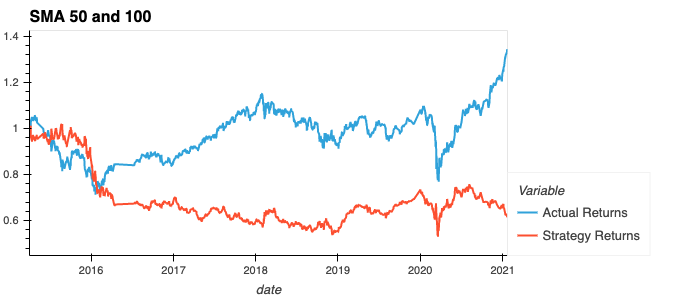 SMA 50 and 100
1.4
1.2
1
0.8
0.6
2016
2017
2018
2019
2020
2021
date
Variable
Actual Returns
Strategy Returns